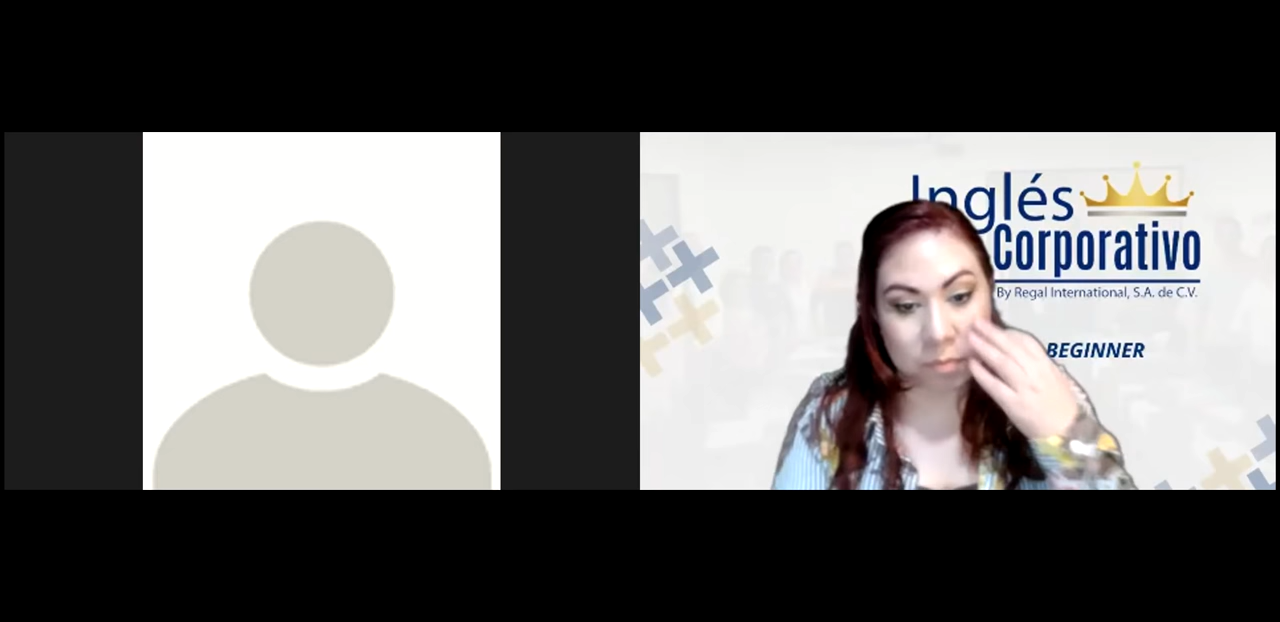 Inglés
Corporativo
By Regal International, S.A. de C.V.
BEGINNER